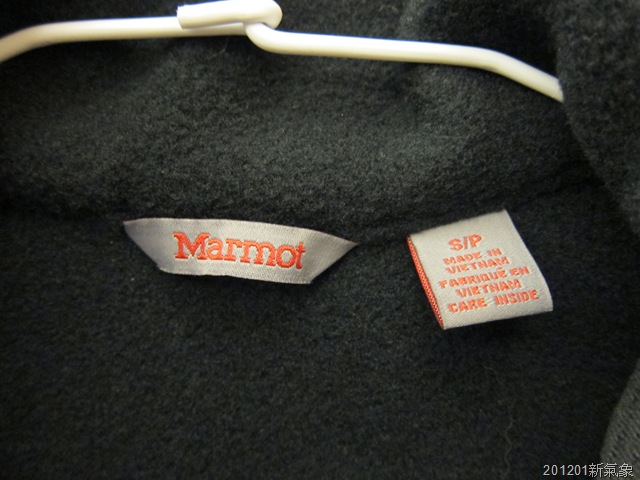 Marmot
S/P
MADE IN
VIETNAM
FABRIQUÉ EN
VIETNAM
CARE INSIDE
201201新氣象